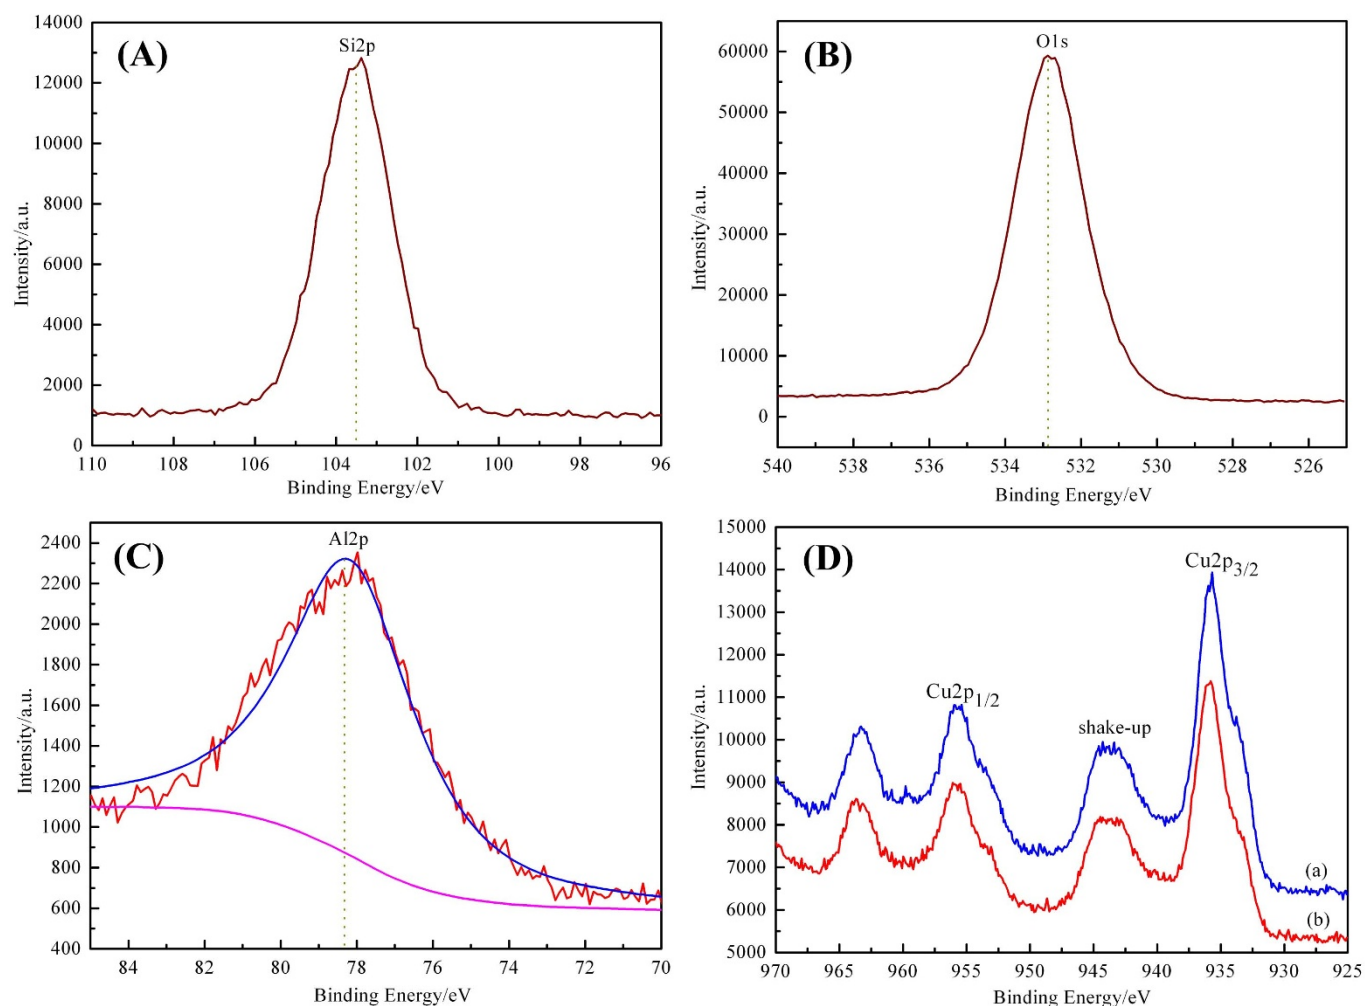 (A)
Si2p
14000
12000
10000
8000
6000
4000
2000
0
Intensity/a.u.
110 108 106 104 102 100 98 96
Binding Energy/eV
(B)
O1s
60000
50000
40000
30000
20000
10000
0
Intensity/a.u.
540 538 536 534 532 530 528 526
Binding Energy/eV
(C)
Al2p
2400
2200
2000
1800
1600
1400
1200
1000
800
600
400
Intensity/a.u.
84 82 80 78 76 74 72 70
Binding Energy/eV
(D)
Cu2p3/2
Cu2p1/2
shake-up
(a)
(b)
15000
14000
13000
12000
11000
10000
9000
8000
7000
6000
5000
Intensity/a.u.
970 965 960 955 950 945 940 935 930 925
Binding Energy/eV